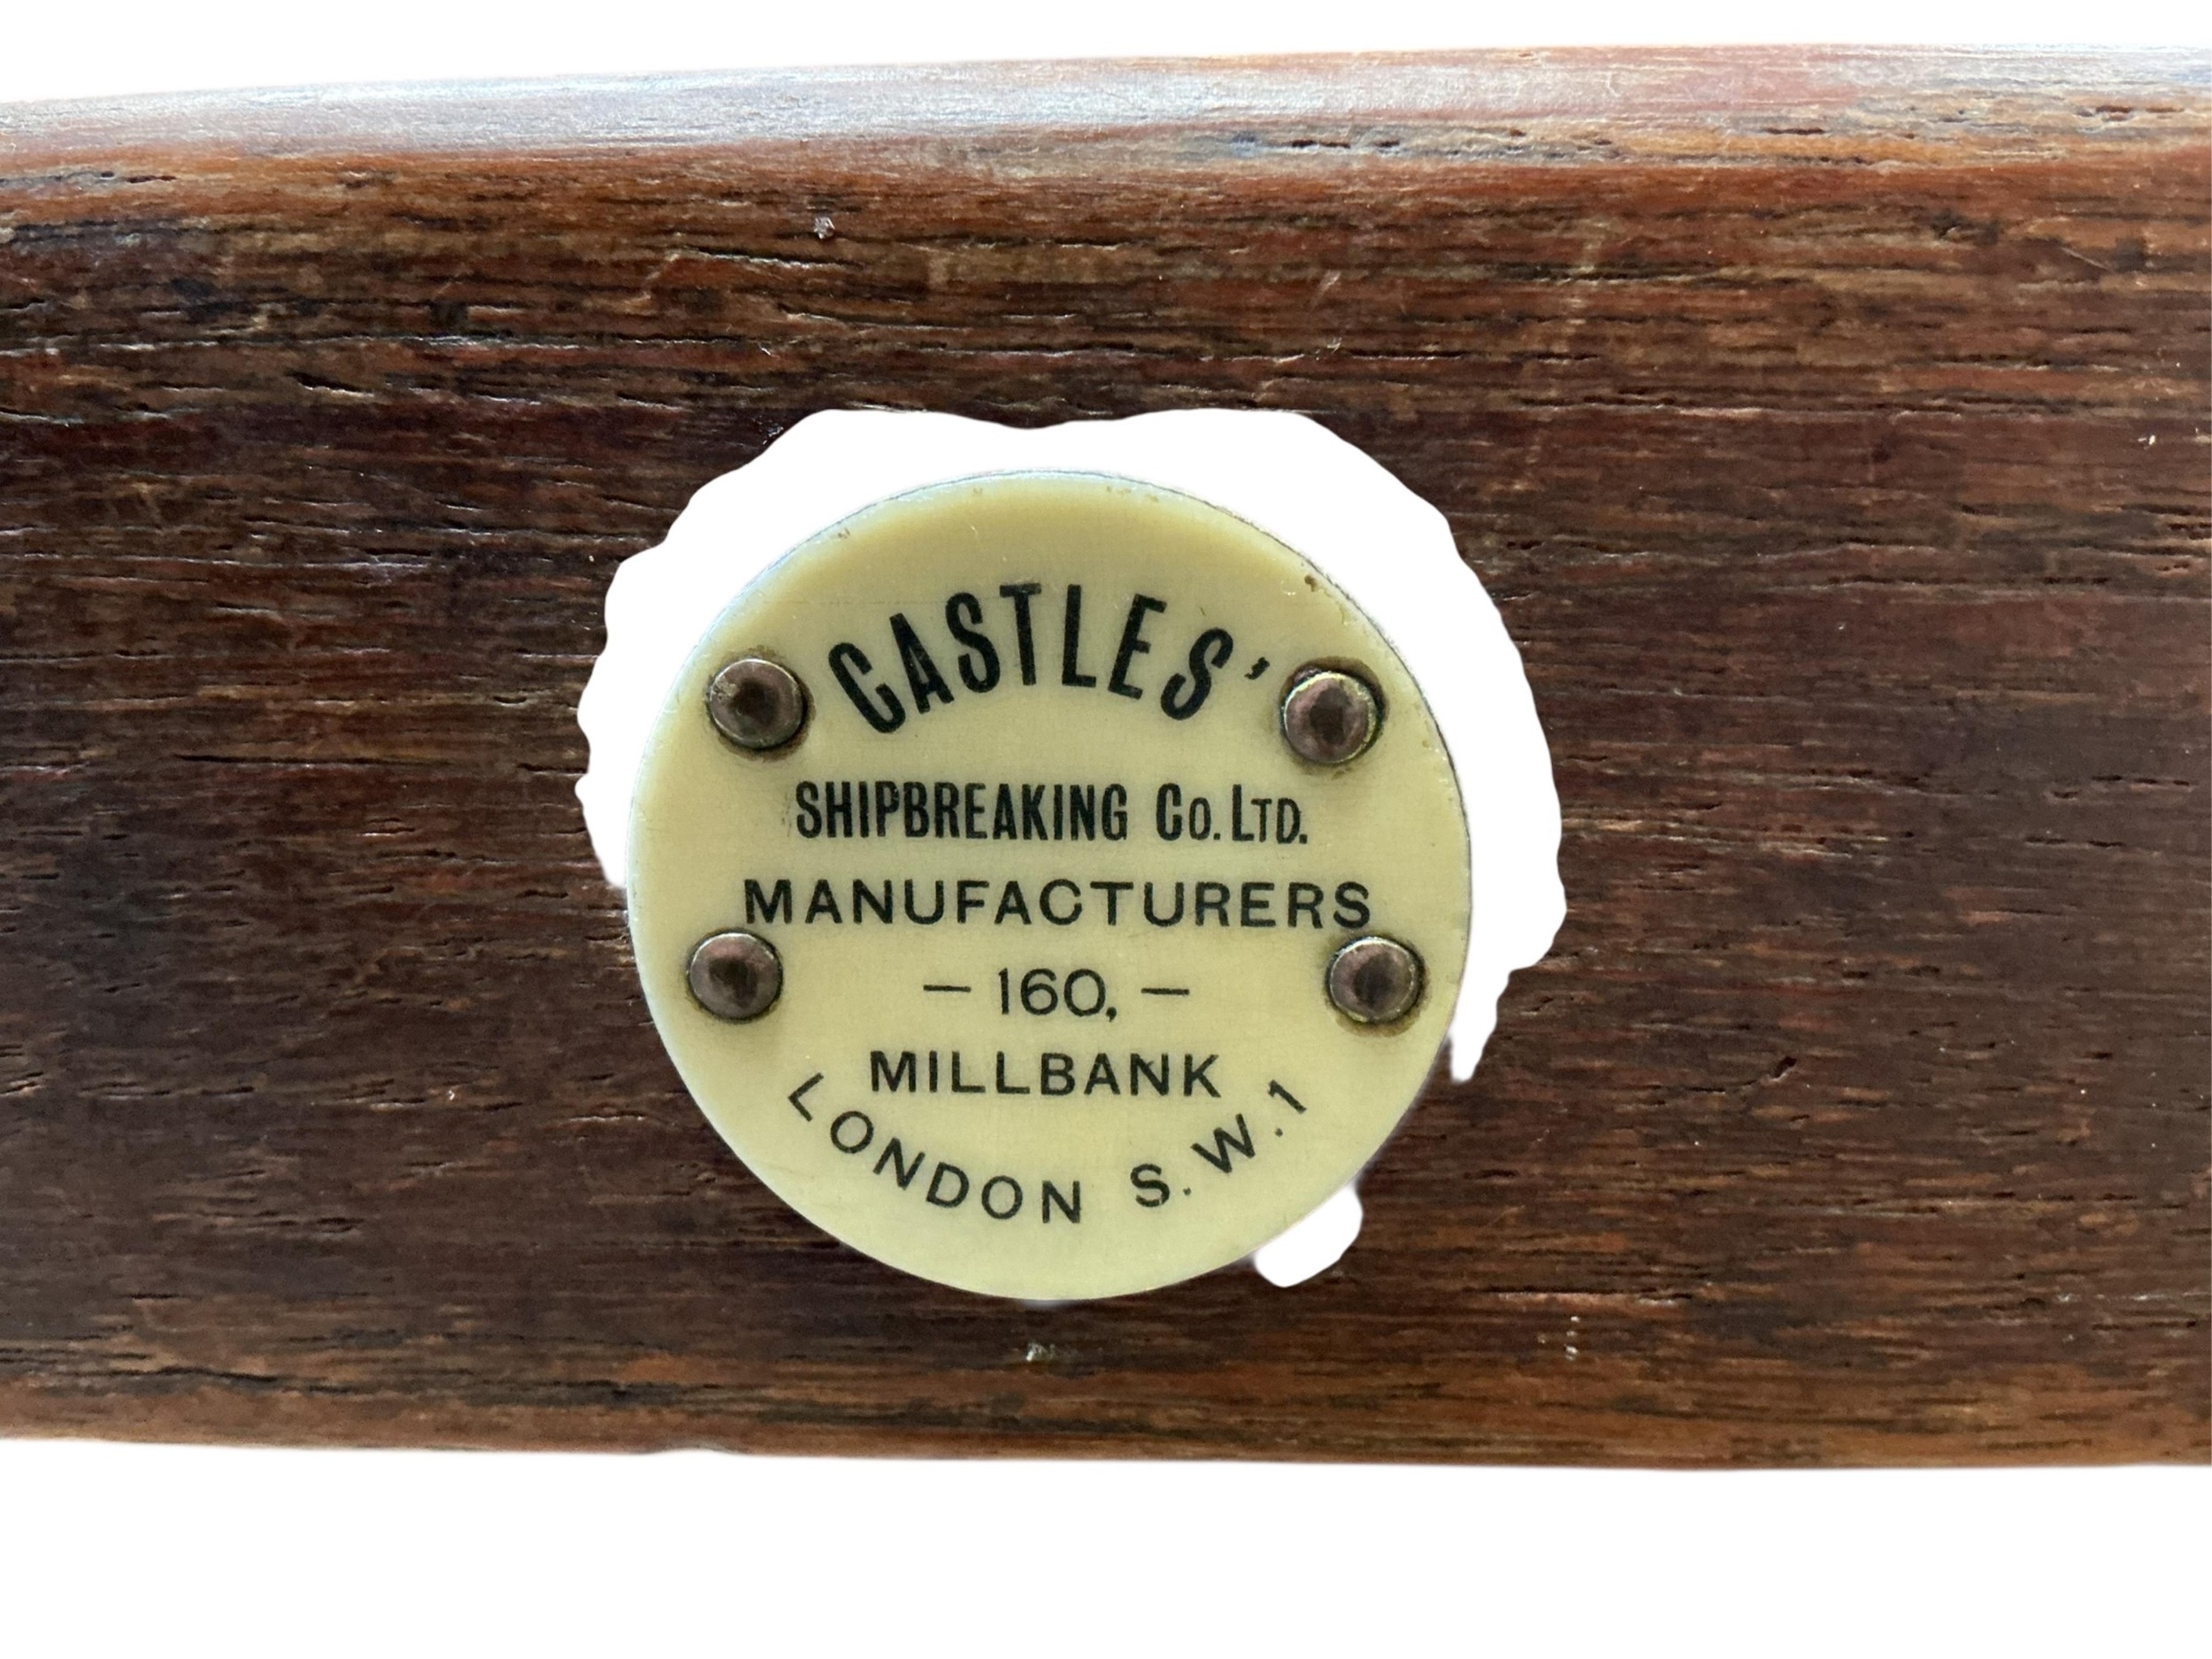 CASTLES'
SHIPBREAKING CO. LTD.
MANUFACTURERS
— 160, —
MILLBANK
LONDON S.W.1